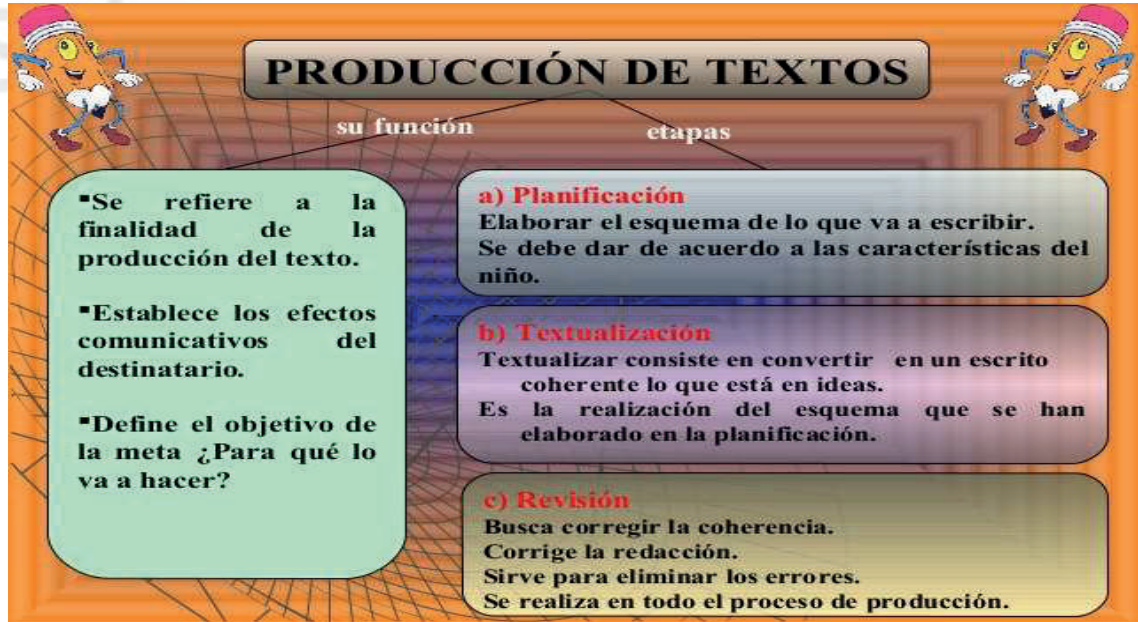 PRODUCCIÓN DE TEXTOS
su función
etapas
▪Se refiere a la
finalidad de la
producción del texto.
▪Establece los efectos
comunicativos del
destinatario.
▪Define el objetivo de
la meta ¿Para qué lo
va a hacer?
a) Planificación
Elaborar el esquema de lo que va a escribir.
Se debe dar de acuerdo a las características del
niño.
b) Textualización
Textualizar consiste en convertir en un escrito
coherente lo que está en ideas.
Es la realización del esquema que se han
elaborado en la planificación.
c) Revisión
Busca corregir la coherencia.
Corrige la redacción.
Sirve para eliminar los errores.
Se realiza en todo el proceso de producción.